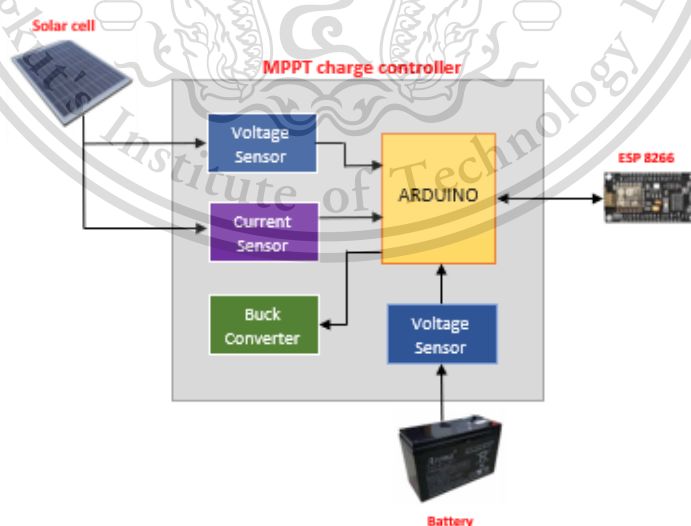 Solar cell
MPPT charge controller
Voltage
Sensor
ARDUINO
ESP 8266
Current
Sensor
Buck
Converter
Voltage
Sensor
Battery
Institute of Technology